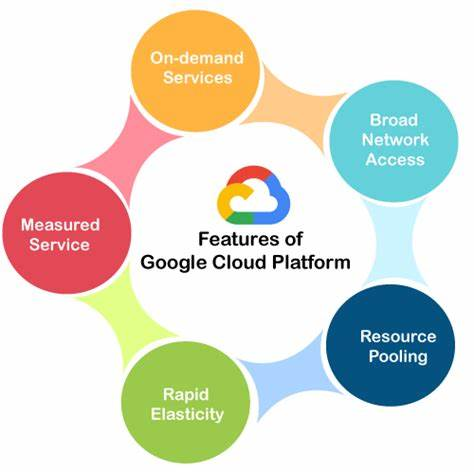 On-demand
Services
Broad
Network
Access
Measured
Service
Features of
Google Cloud Platform
Resource
Pooling
Rapid
Elasticity